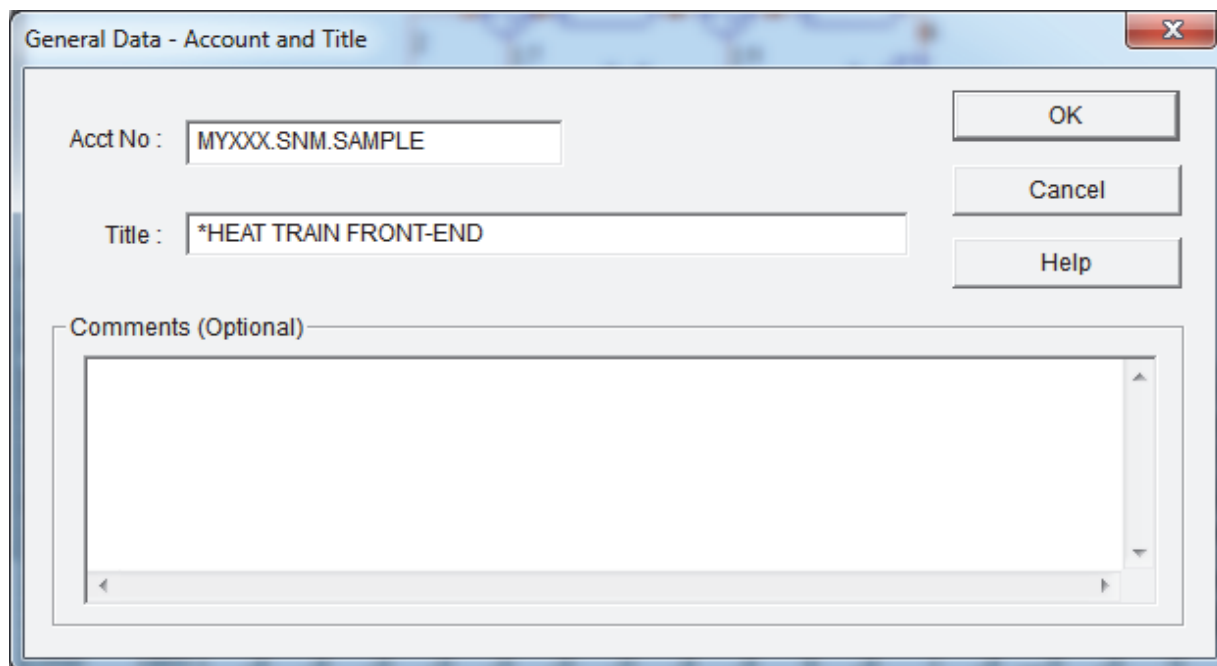 General Data - Account and Title
Acct No :
MYXXX.SNM.SAMPLE
OK
Cancel
Title :
*HEAT TRAIN FRONT-END
Help
Comments (Optional)